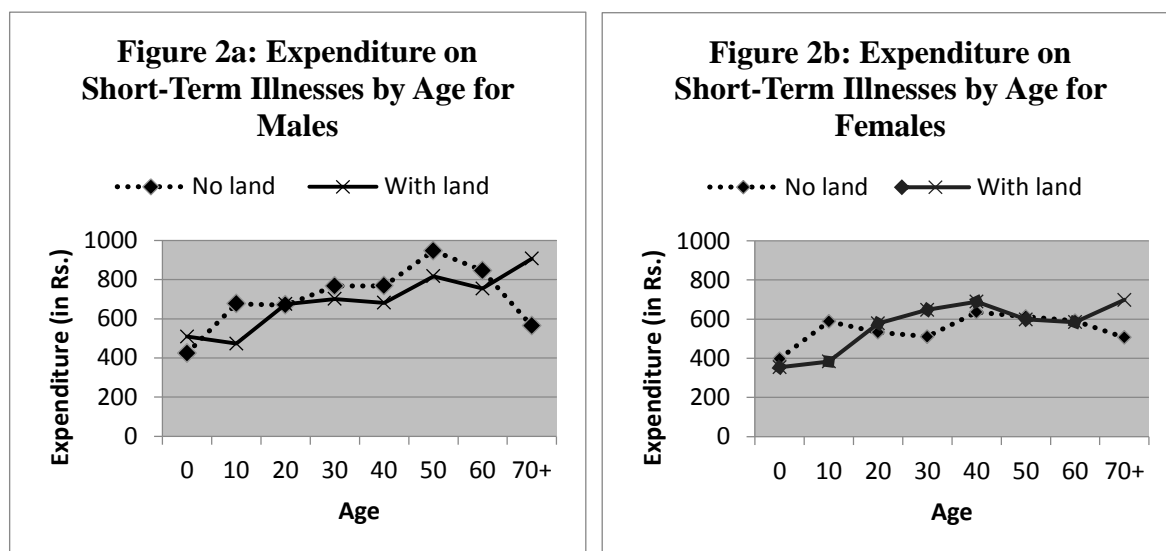 Figure 2a: Expenditure on
Short-Term Illnesses by Age for
Males
No land
With land
Expenditure (in Rs.)
1000
800
600
400
200
0
0 10 20 30 40 50 60 70+
Age
Figure 2b: Expenditure on
Short-Term Illnesses by Age for
Females
No land
With land
Expenditure (in Rs.)
1000
800
600
400
200
0
0 10 20 30 40 50 60 70+
Age